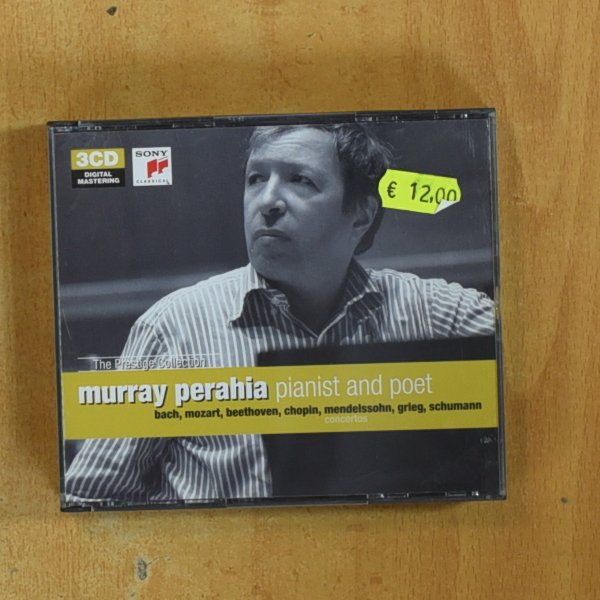 3CD
DIGITAL
MASTERING
SONY
CLASSICAL
€ 12,00
The Prestige Collection
murray perahia pianist and poet
bach, mozart, beethoven, chopin, mendelssohn, grieg, schumann
concertos